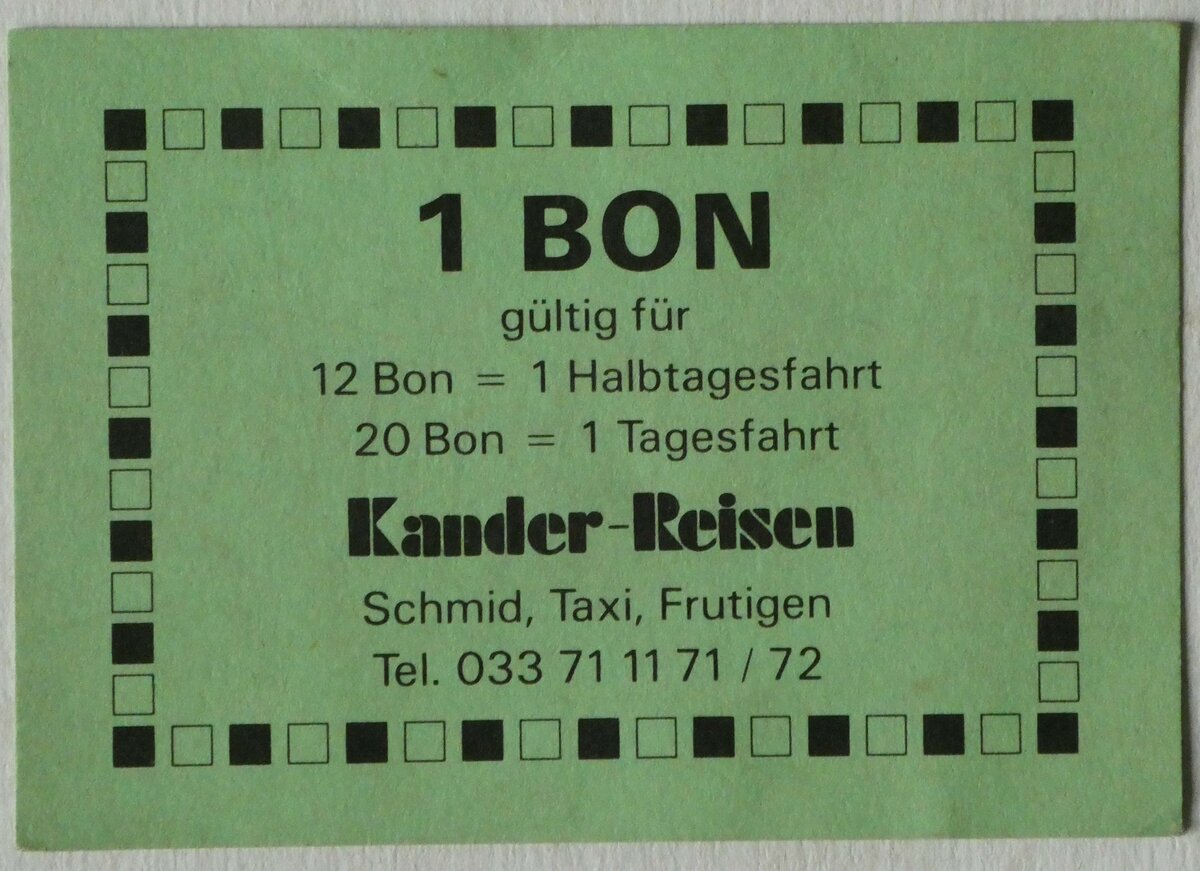 1 BON
gültig für
12 Bon = 1 Halbtagesfahrt
20 Bon = 1 Tagesfahrt
Kander-Reisen
Schmid, Taxi, Frutigen
Tel. 033 71 11 71 / 72